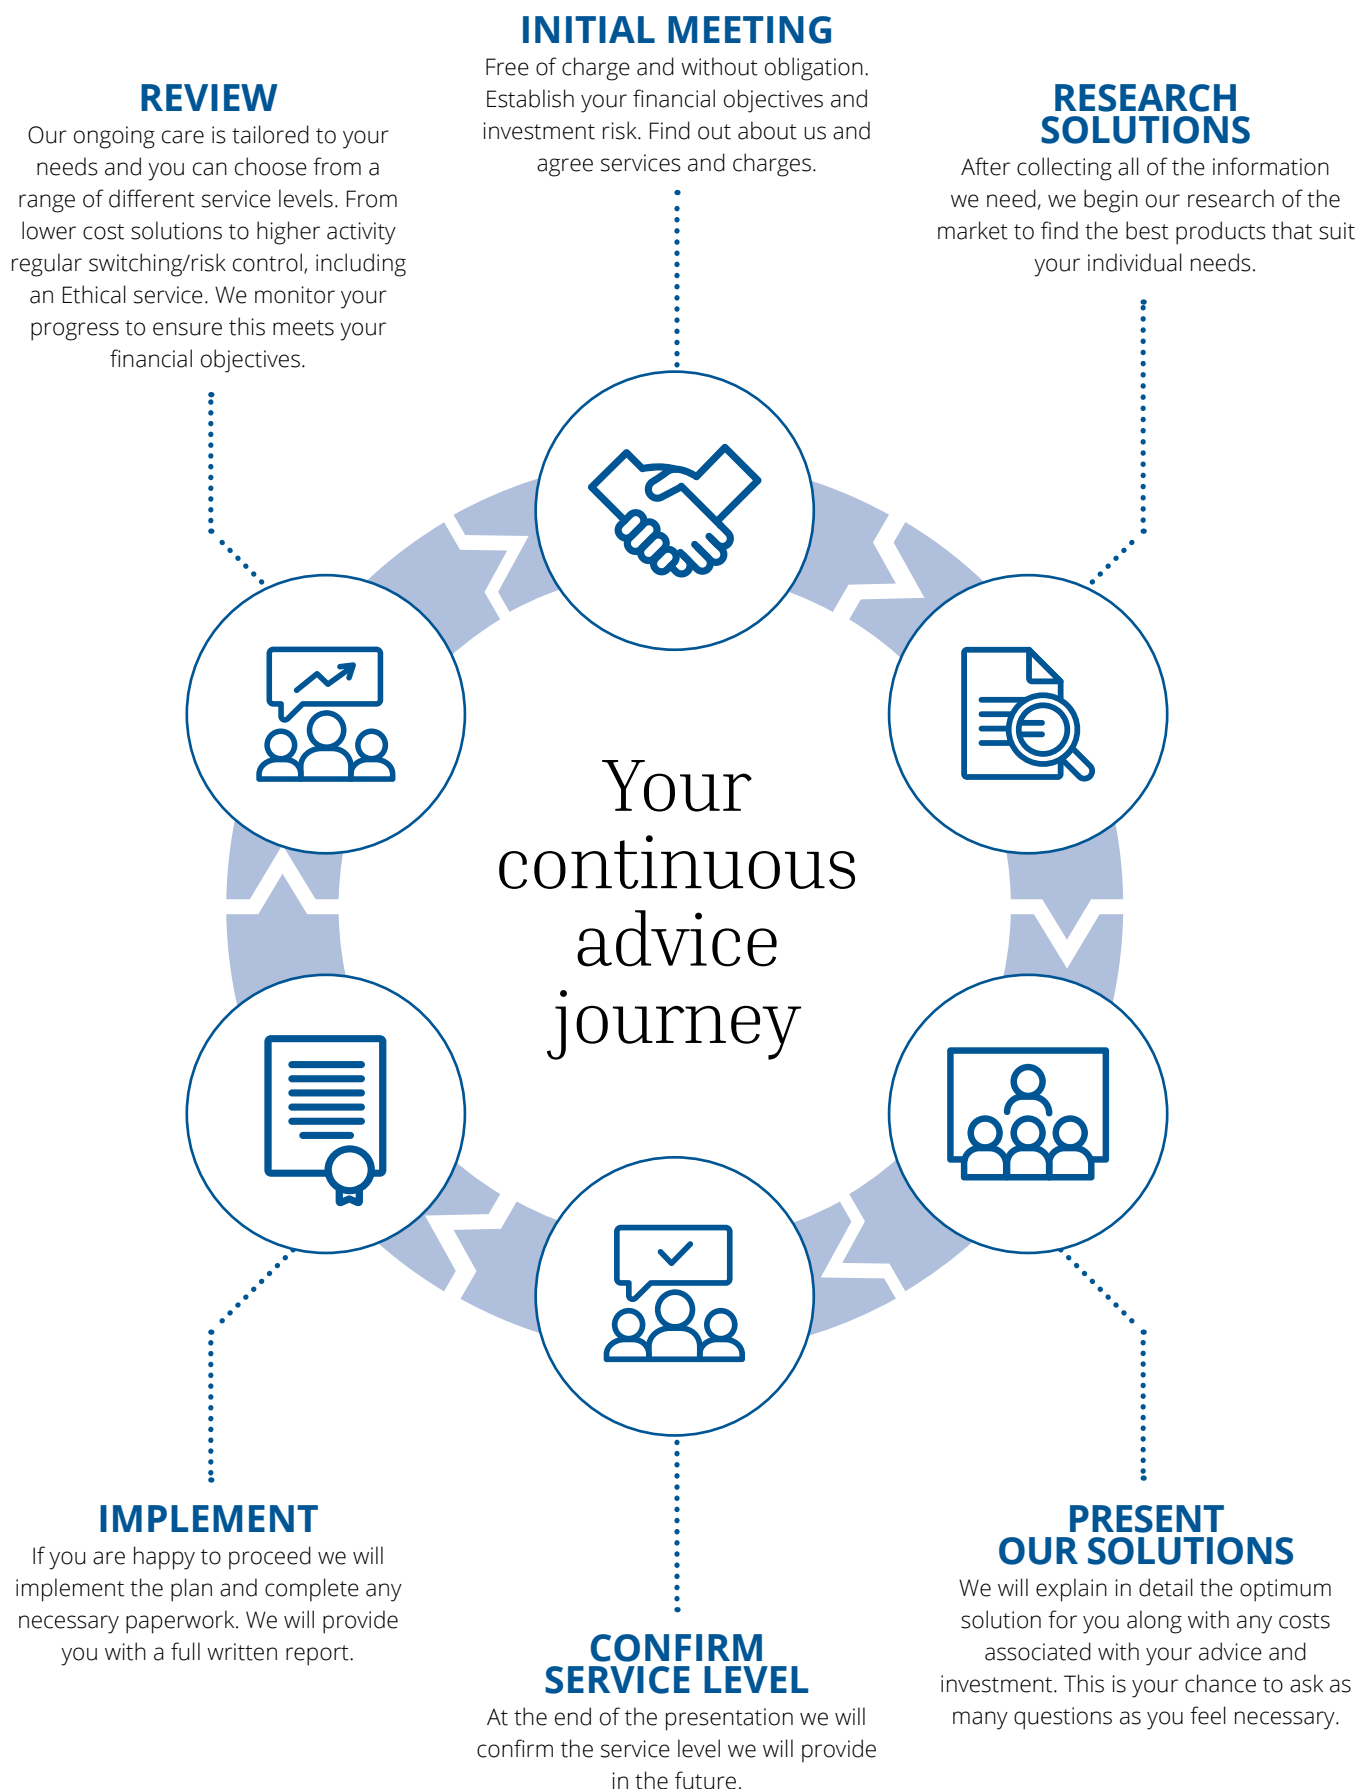 INITIAL MEETING
Free of charge and without obligation.
Establish your financial objectives and
investment risk. Find out about us and
agree services and charges.
RESEARCH
SOLUTIONS
After collecting all of the information
we need, we begin our research of the
market to find the best products that suit
your individual needs.
PRESENT
OUR SOLUTIONS
We will explain in detail the optimum
solution for you along with any costs
associated with your advice and
investment. This is your chance to ask as
many questions as you feel necessary.
CONFIRM
SERVICE LEVEL
At the end of the presentation we will
confirm the service level we will provide
in the future.
IMPLEMENT
If you are happy to proceed we will
implement the plan and complete any
necessary paperwork. We will provide
you with a full written report.
REVIEW
Our ongoing care is tailored to your
needs and you can choose from a
range of different service levels. From
lower cost solutions to higher activity
regular switching/risk control, including
an Ethical service. We monitor your
progress to ensure this meets your
financial objectives.
Your
continuous
advice
journey